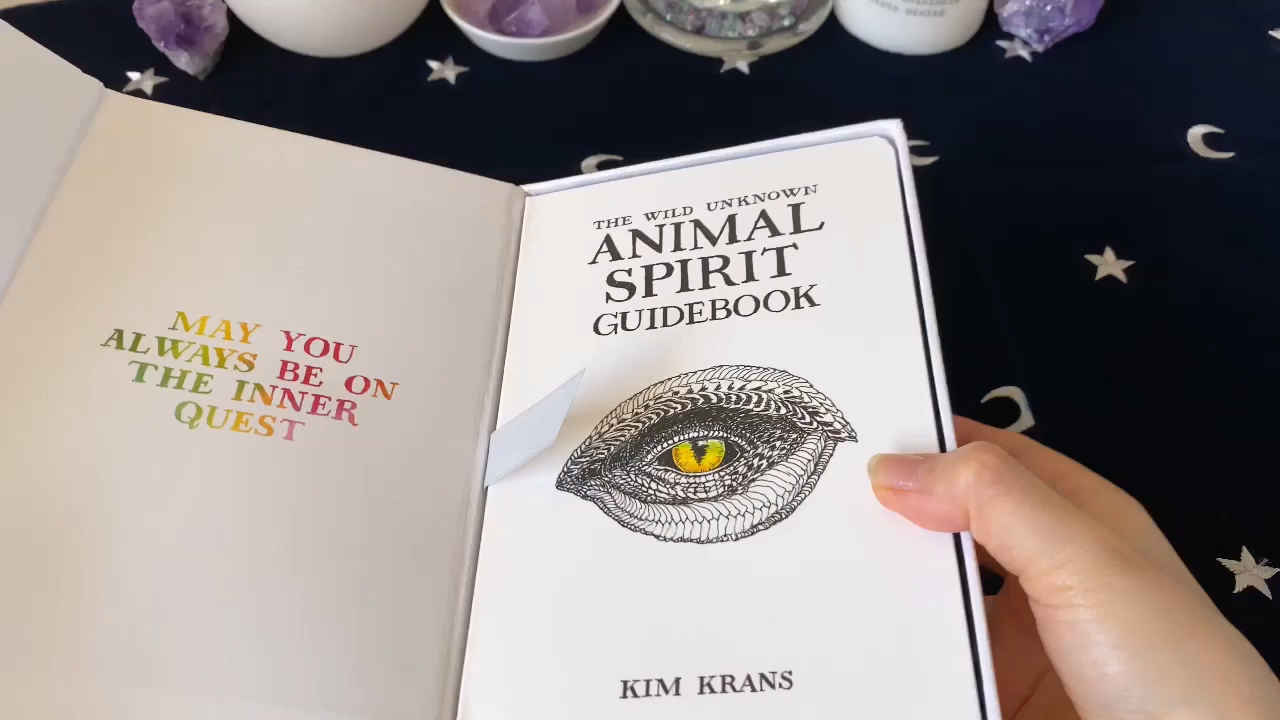 MAY YOU
ALWAYS BE ON
THE INNER
QUEST
THE WILD UNKNOWN
ANIMAL
SPIRIT
GUIDEBOOK
KIM KRANS